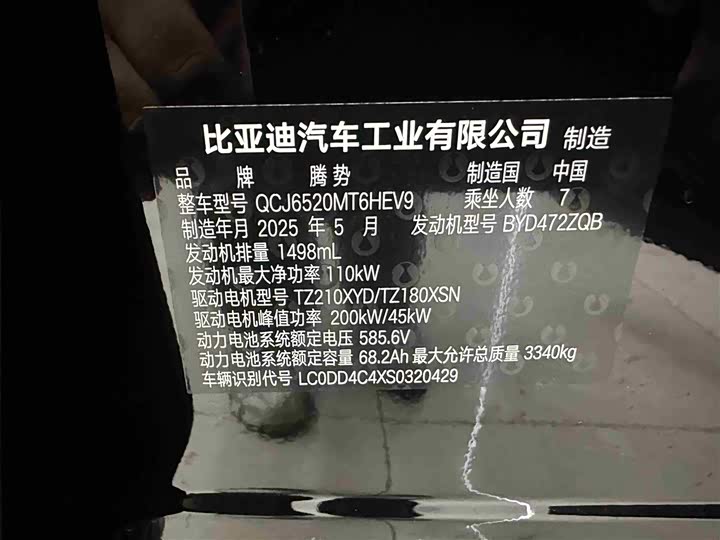 比亚迪汽车工业有限公司 制造
品 牌 腾势 制造国 中国
整车型号 QCJ6520MT6HEV9 乘坐人数 7
制造年月 2025 年 5 月 发动机型号 BYD472ZQB
发动机排量 1498mL
发动机最大净功率 110kW
驱动电机型号 TZ210XYD/TZ180XSN
驱动电机峰值功率 200kW/45kW
动力电池系统额定电压 585.6V
动力电池系统额定容量 68.2Ah 最大允许总质量 3340kg
车辆识别代号 LC0DD4C4XS0320429